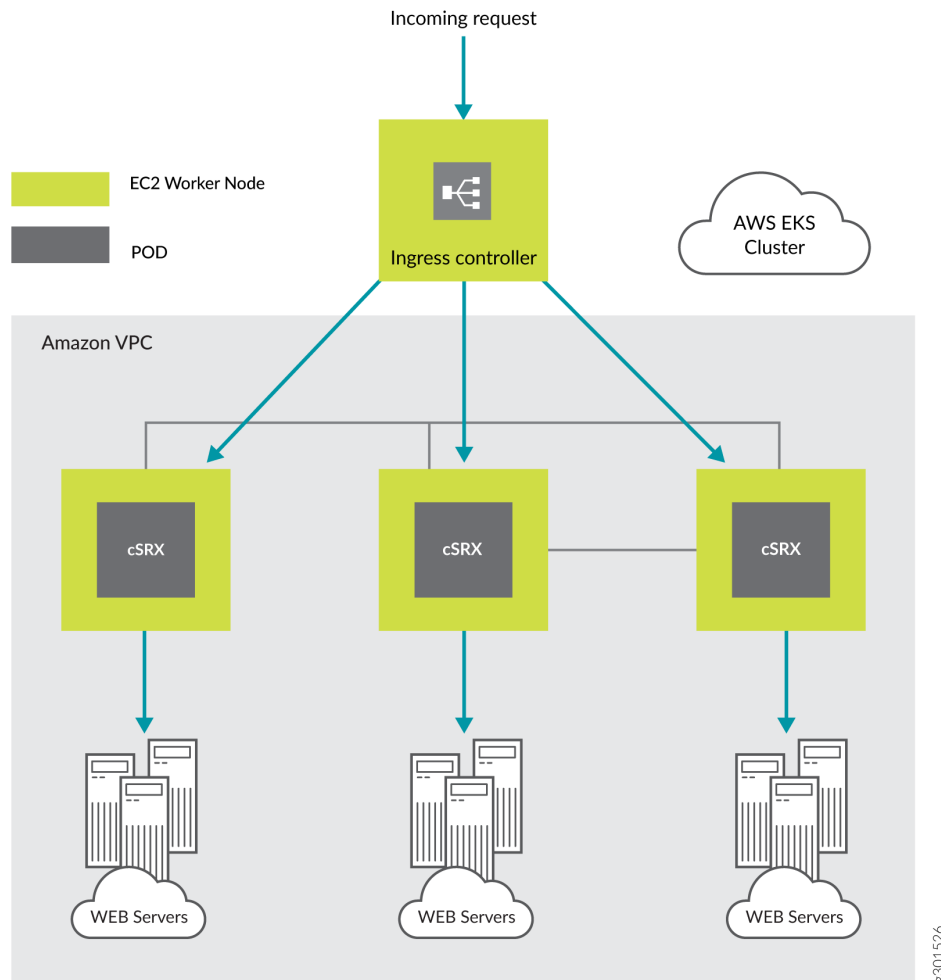 Incoming request
EC2 Worker Node
POD
Ingress controller
AWS EKS
Cluster
Amazon VPC
cSRX
cSRX
cSRX
WEB Servers
WEB Servers
WEB Servers
g301526